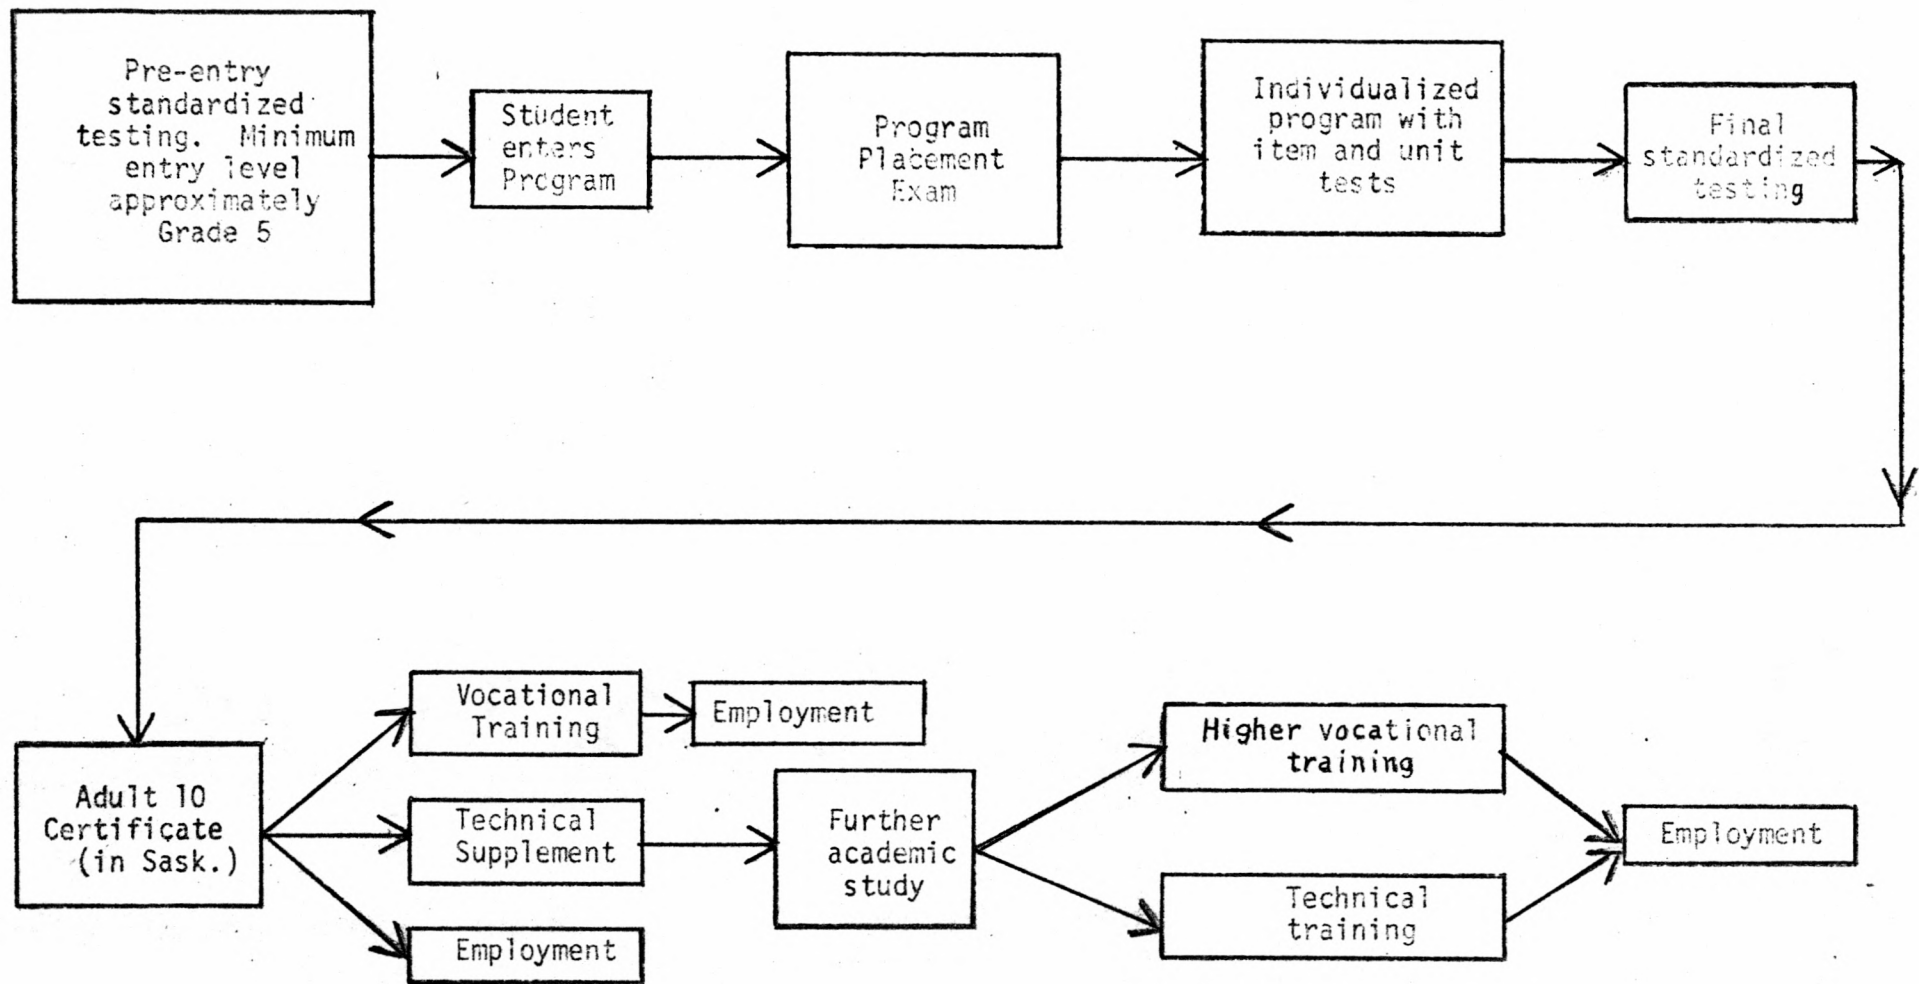 Pre-entry
standardized
testing. Minimum
entry level
approximately
Grade 5
Student
enters
Program
Program
Placement
Exam
Individualized
program with
item and unit
tests
Final
standardized
testing
Adult 10
Certificate
(in Sask.)
Vocational
Training
Employment
Technical
Supplement
Employment
Further
academic
study
Higher vocational
training
Technical
training
Employment